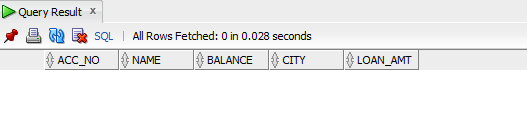 Query Result x
SQL | All Rows Fetched: 0 in 0.028 seconds
ACC_NO NAME BALANCE CITY LOAN_AMT